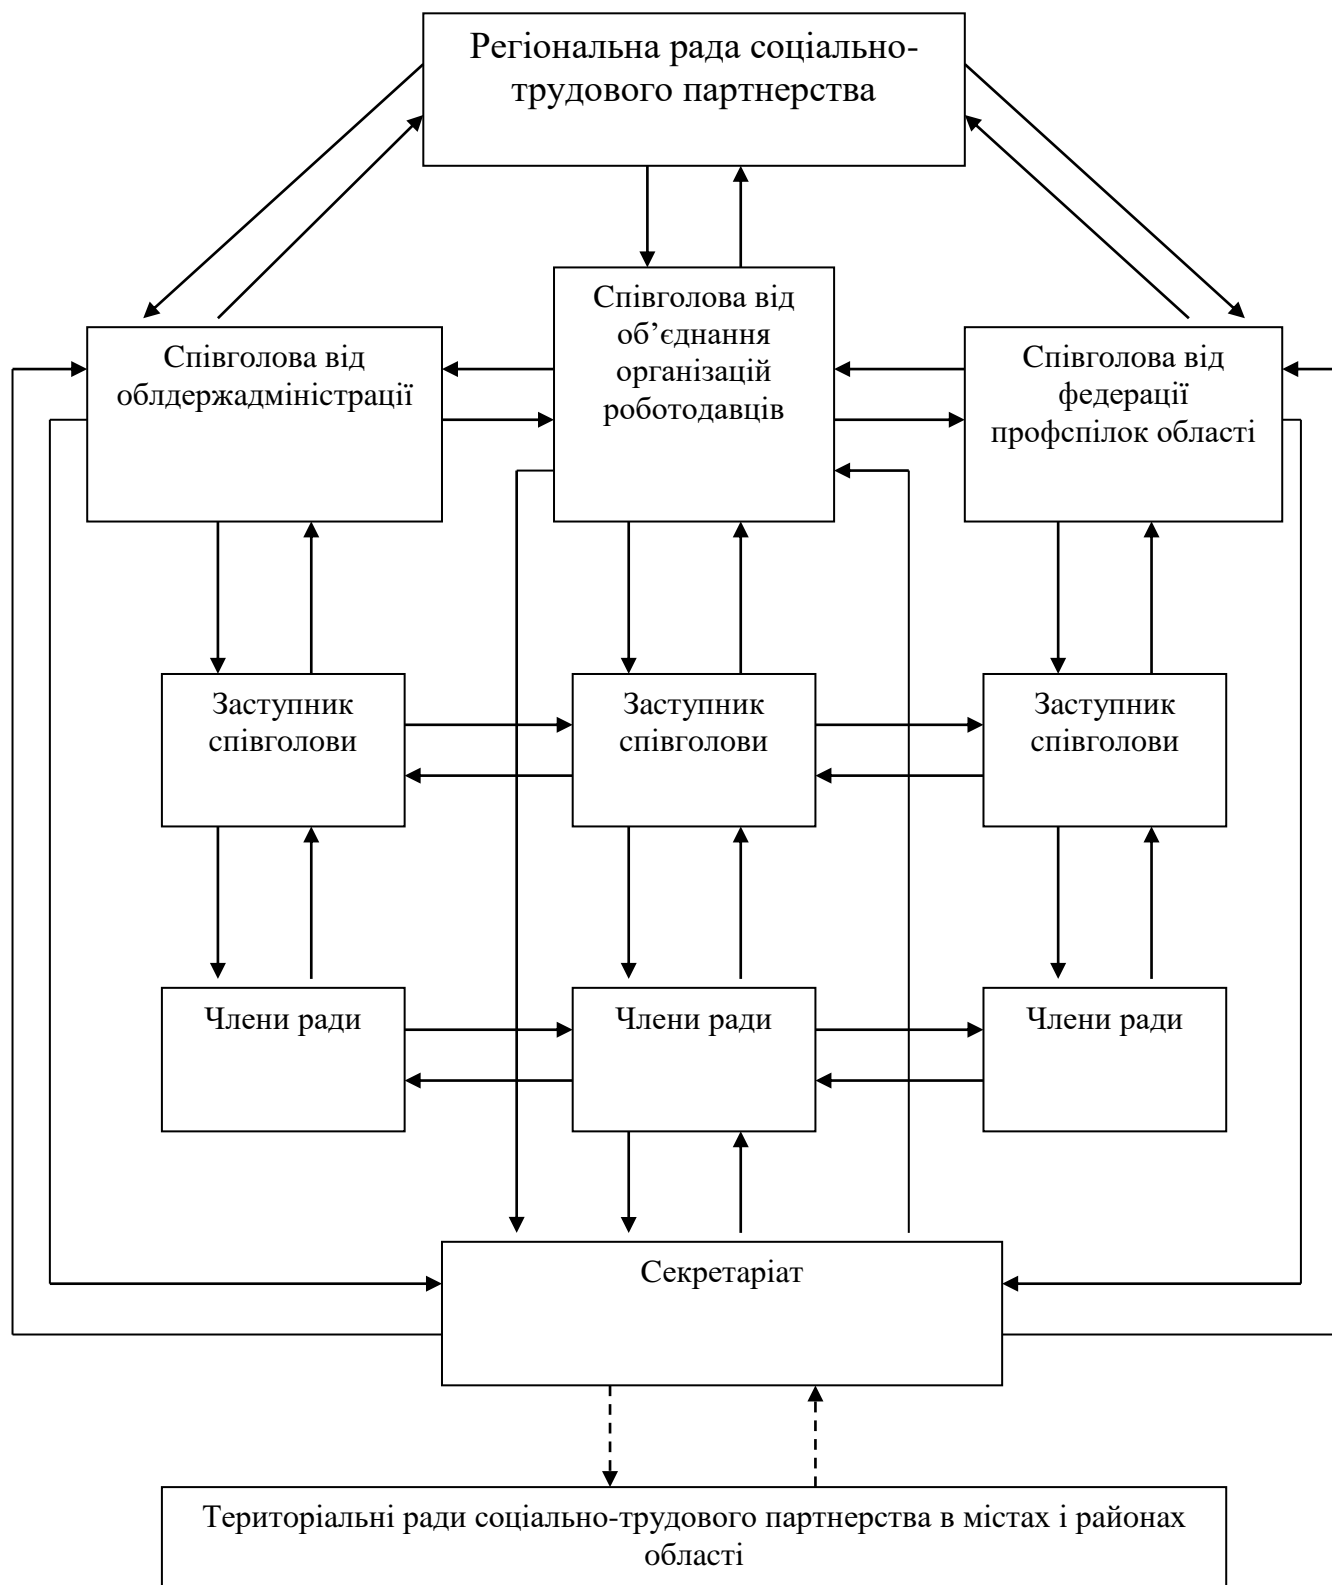 Регіональна рада соціально-
трудового партнерства
Співголова від
облдержадміністрації
Співголова від
об’єднання
організацій
роботодавців
Співголова від
федерації
профспілок області
Заступник
співголови
Заступник
співголови
Заступник
співголови
Члени ради
Члени ради
Члени ради
Секретаріат
Територіальні ради соціально-трудового партнерства в містах і районах
області